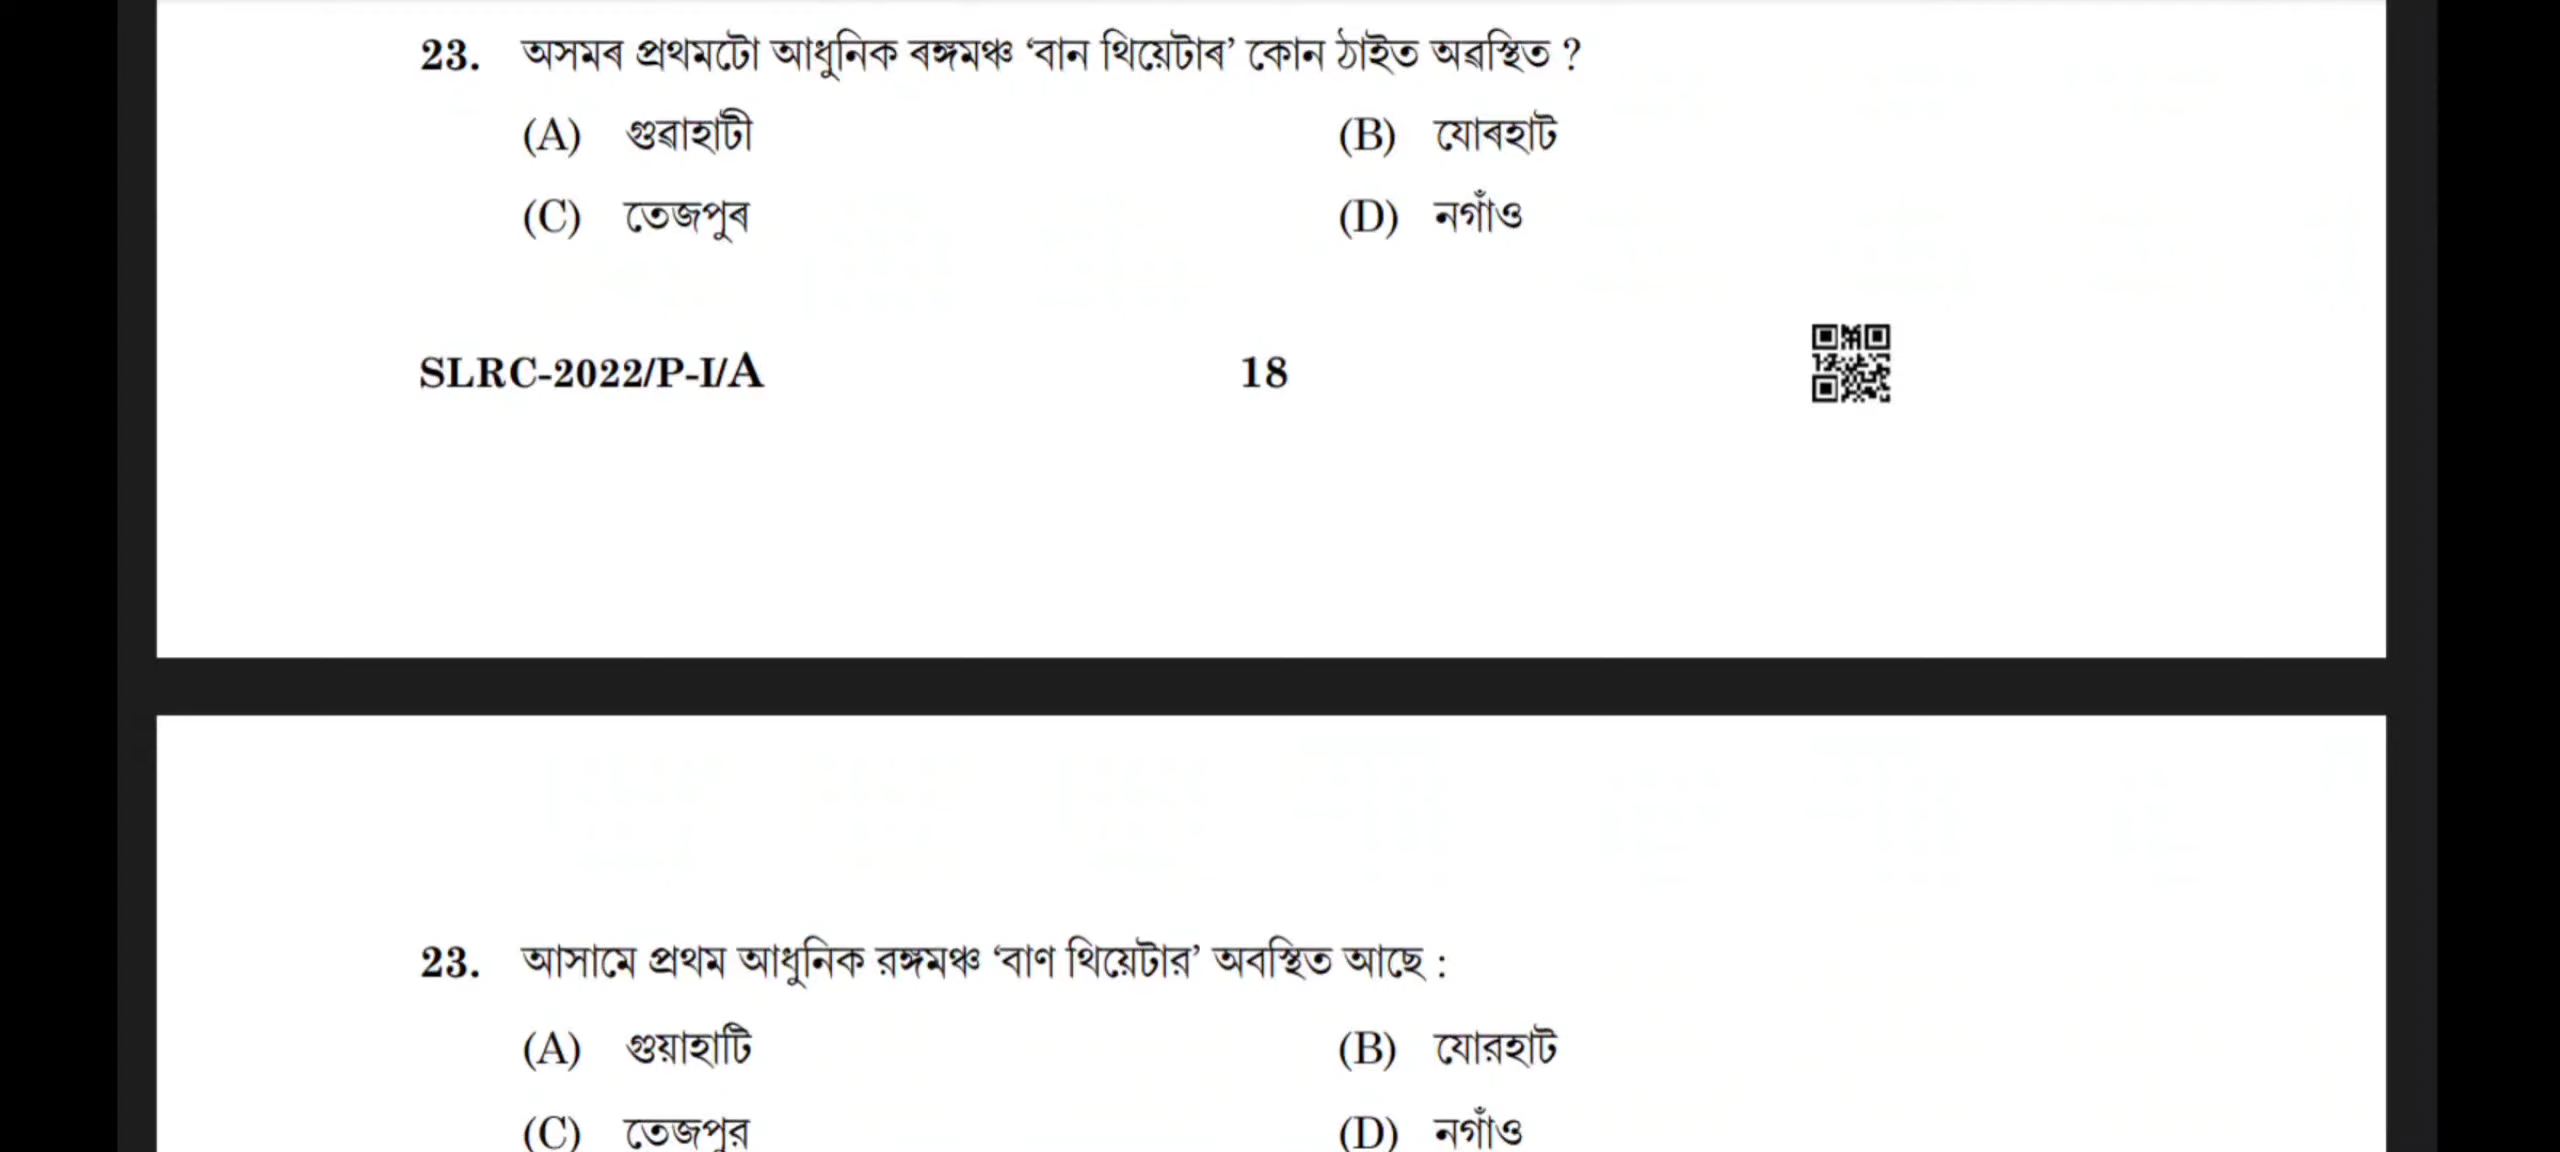 23. অসমৰ প্ৰথমটো আধুনিক ৰঙ্গমঞ্চ ‘বান থিয়েটাৰ’ কোন ঠাইত অৱস্থিত ?
(A) গুৱাহাটী (B) যোৰহাট
(C) তেজপুৰ (D) নগাঁও
SLRC-2022/P-I/A 18
23. আসামে প্রথম আধুনিক রঙ্গমঞ্চ ‘বাণ থিয়েটার’ অবস্থিত আছে :
(A) গুয়াহাটি (B) যোরহাট
(C) তেজপুর (D) নগাঁও